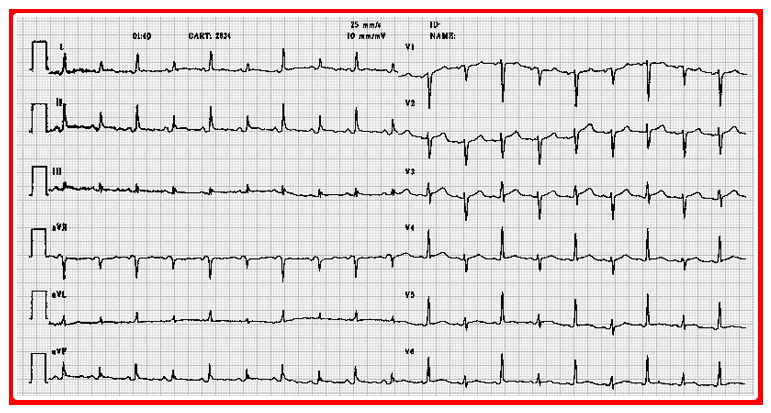 25 mm/s ID:
01:40 CART: 2824 10 mm/mV NAME:
I V1
II V2
III V3
aVR V4
aVL V5
aVF V6